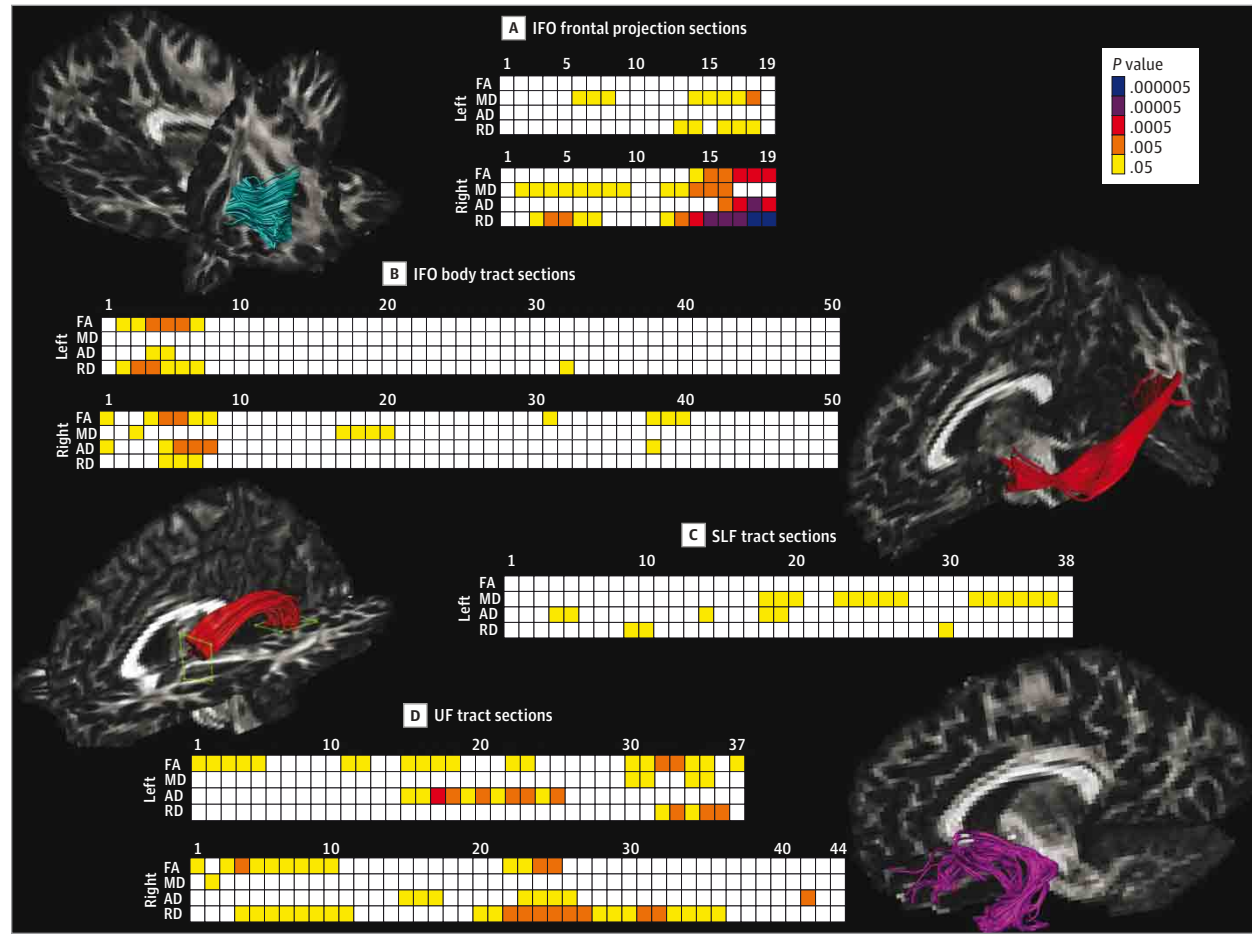 A IFO frontal projection sections
1 5 10 15 19
Left
FA
MD
AD
RD
1 5 10 15 19
Right
FA
MD
AD
RD
P value
.000005
.00005
.0005
.005
.05
B IFO body tract sections
1 10 20 30 40 50
Left
FA
MD
AD
RD
1 10 20 30 40 50
Right
FA
MD
AD
RD
C SLF tract sections
1 10 20 30 38
Left
FA
MD
AD
RD
D UF tract sections
1 10 20 30 37
Left
FA
MD
AD
RD
1 10 20 30 40 44
Right
FA
MD
AD
RD